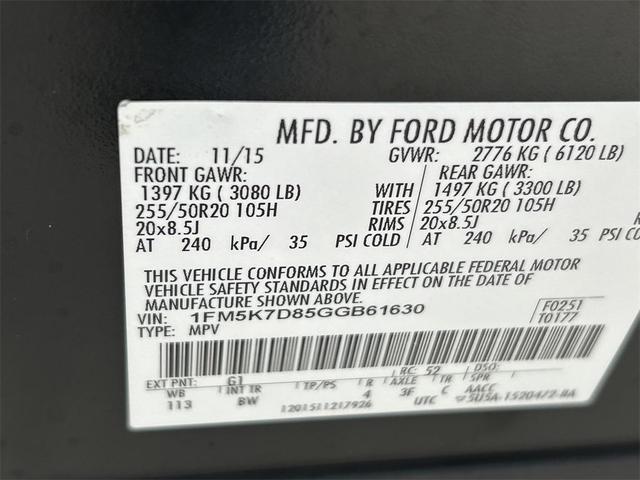 MFD. BY FORD MOTOR CO.
DATE: 11/15 GVWR: 2776 KG ( 6120 LB)
FRONT GAWR: REAR GAWR:
1397 KG ( 3080 LB) WITH 1497 KG ( 3300 LB)
255/50R20 105H TIRES 255/50R20 105H
20x8.5J RIMS 20x8.5J
AT 240 kPa/ 35 PSI COLD AT 240 kPa/ 35 PSI CO
THIS VEHICLE CONFORMS TO ALL APPLICABLE FEDERAL MOTOR
VEHICLE SAFETY STANDARDS IN EFFECT ON THE DATE OF
MANUFACTURE SHOWN ABOVE.
VIN: 1FM5K7D85GGB61630 F0251
TYPE: MPV T0177
EXT PNT: G1 RC: 52 DSO:
WB INT TR TP/PS R AXLE TR SPR
113 BW 4 3F C AACC
1201511217926 UTC